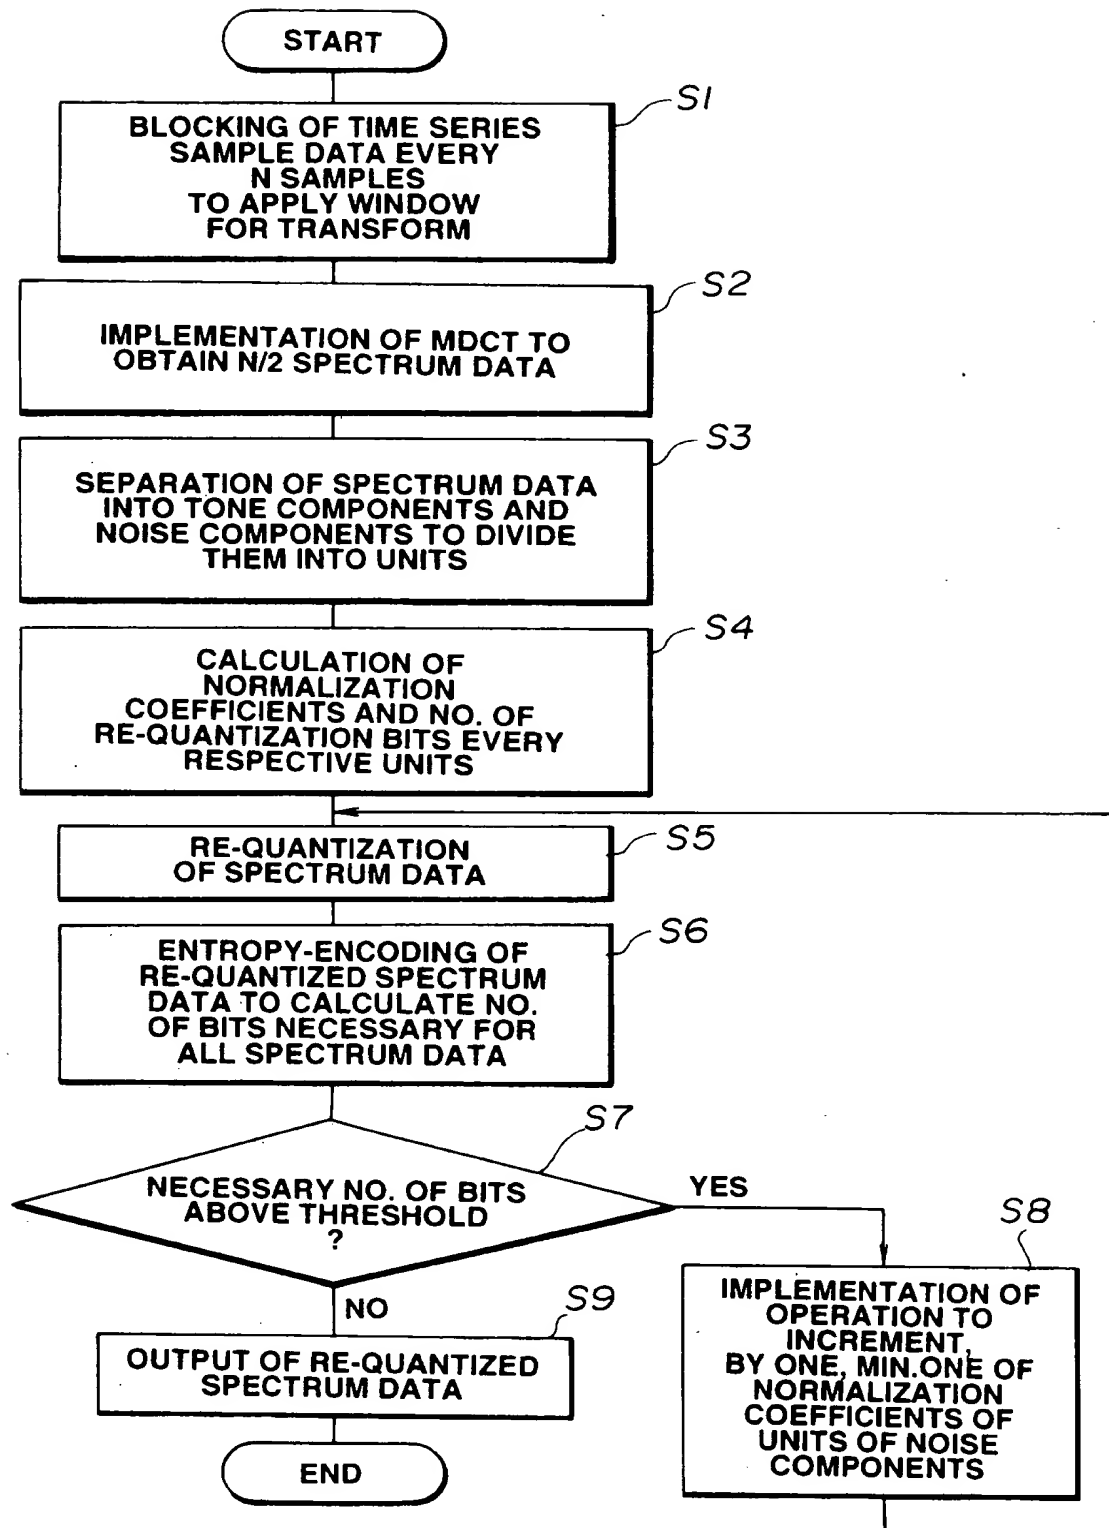 START
S1
BLOCKING OF TIME SERIES
SAMPLE DATA EVERY
N SAMPLES
TO APPLY WINDOW
FOR TRANSFORM
S2
IMPLEMENTATION OF MDCT TO
OBTAIN N/2 SPECTRUM DATA
S3
SEPARATION OF SPECTRUM DATA
INTO TONE COMPONENTS AND
NOISE COMPONENTS TO DIVIDE
THEM INTO UNITS
S4
CALCULATION OF
NORMALIZATION
COEFFICIENTS AND NO. OF
RE-QUANTIZATION BITS EVERY
RESPECTIVE UNITS
S5
RE-QUANTIZATION
OF SPECTRUM DATA
S6
ENTROPY-ENCODING OF
RE-QUANTIZED SPECTRUM
DATA TO CALCULATE NO.
OF BITS NECESSARY FOR
ALL SPECTRUM DATA
S7
NECESSARY NO. OF BITS
ABOVE THRESHOLD
?
YES
S8
IMPLEMENTATION OF
OPERATION TO
INCREMENT,
BY ONE, MIN.ONE OF
NORMALIZATION
COEFFICIENTS OF
UNITS OF NOISE
COMPONENTS
NO
S9
OUTPUT OF RE-QUANTIZED
SPECTRUM DATA
END